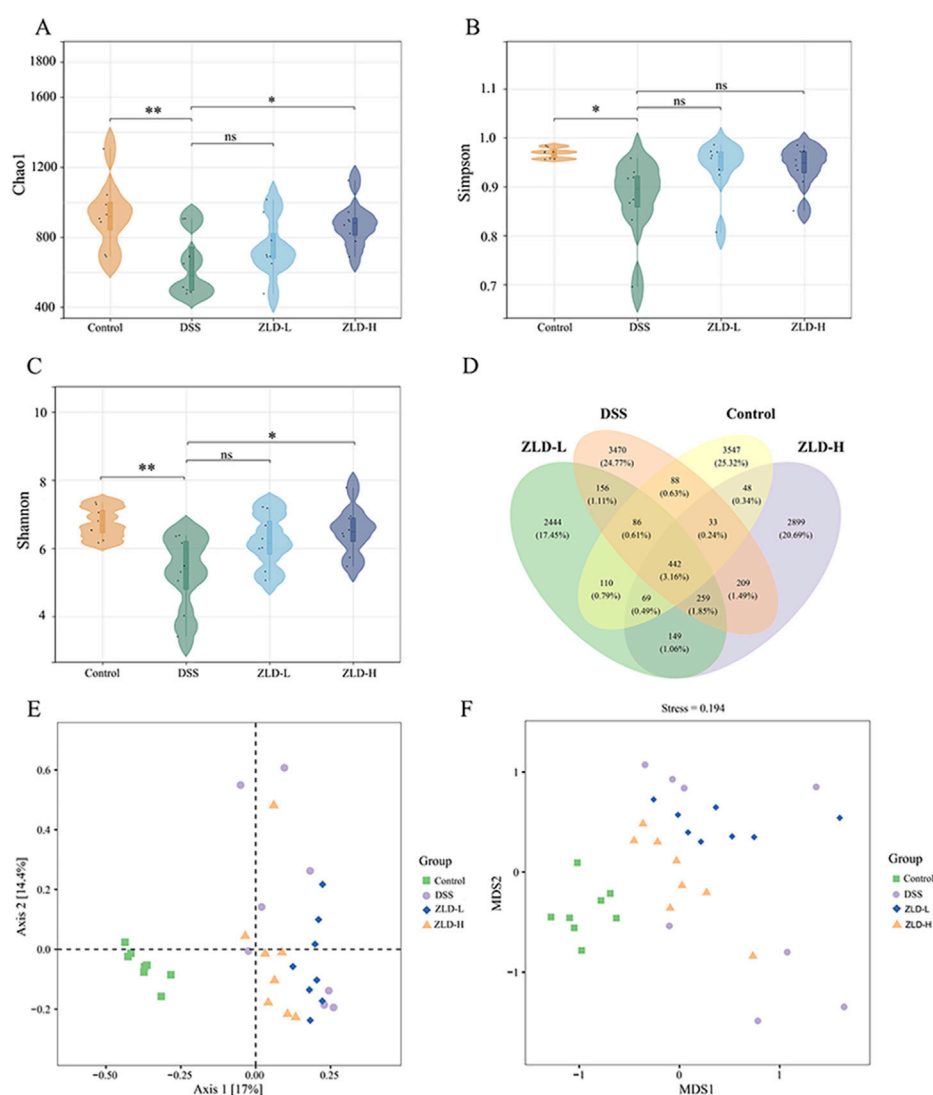 A
Chao1
1800
1600
1200
800
400
**
*
ns
Control
DSS
ZLD-L
ZLD-H
B
Simpson
1.1
1.0
0.9
0.8
0.7
ns
*
ns
Control
DSS
ZLD-L
ZLD-H
C
Shannon
10
8
6
4
**
*
ns
Control
DSS
ZLD-L
ZLD-H
D
DSS
Control
ZLD-L
ZLD-H
3470
(24.77%)
3547
(25.32%)
156
(1.11%)
88
(0.63%)
48
(0.34%)
2444
(17.45%)
86
(0.61%)
33
(0.24%)
2899
(20.69%)
442
(3.16%)
110
(0.79%)
69
(0.49%)
259
(1.85%)
209
(1.49%)
149
(1.06%)
E
Axis 2 [14.4%]
0.6
0.4
0.2
0.0
−0.2
−0.50
−0.25
0.00
0.25
Axis 1 [17%]
Group
Control
DSS
ZLD-L
ZLD-H
F
Stress = 0.194
MDS2
1
0
−1
−1
0
1
MDS1
Group
Control
DSS
ZLD-L
ZLD-H